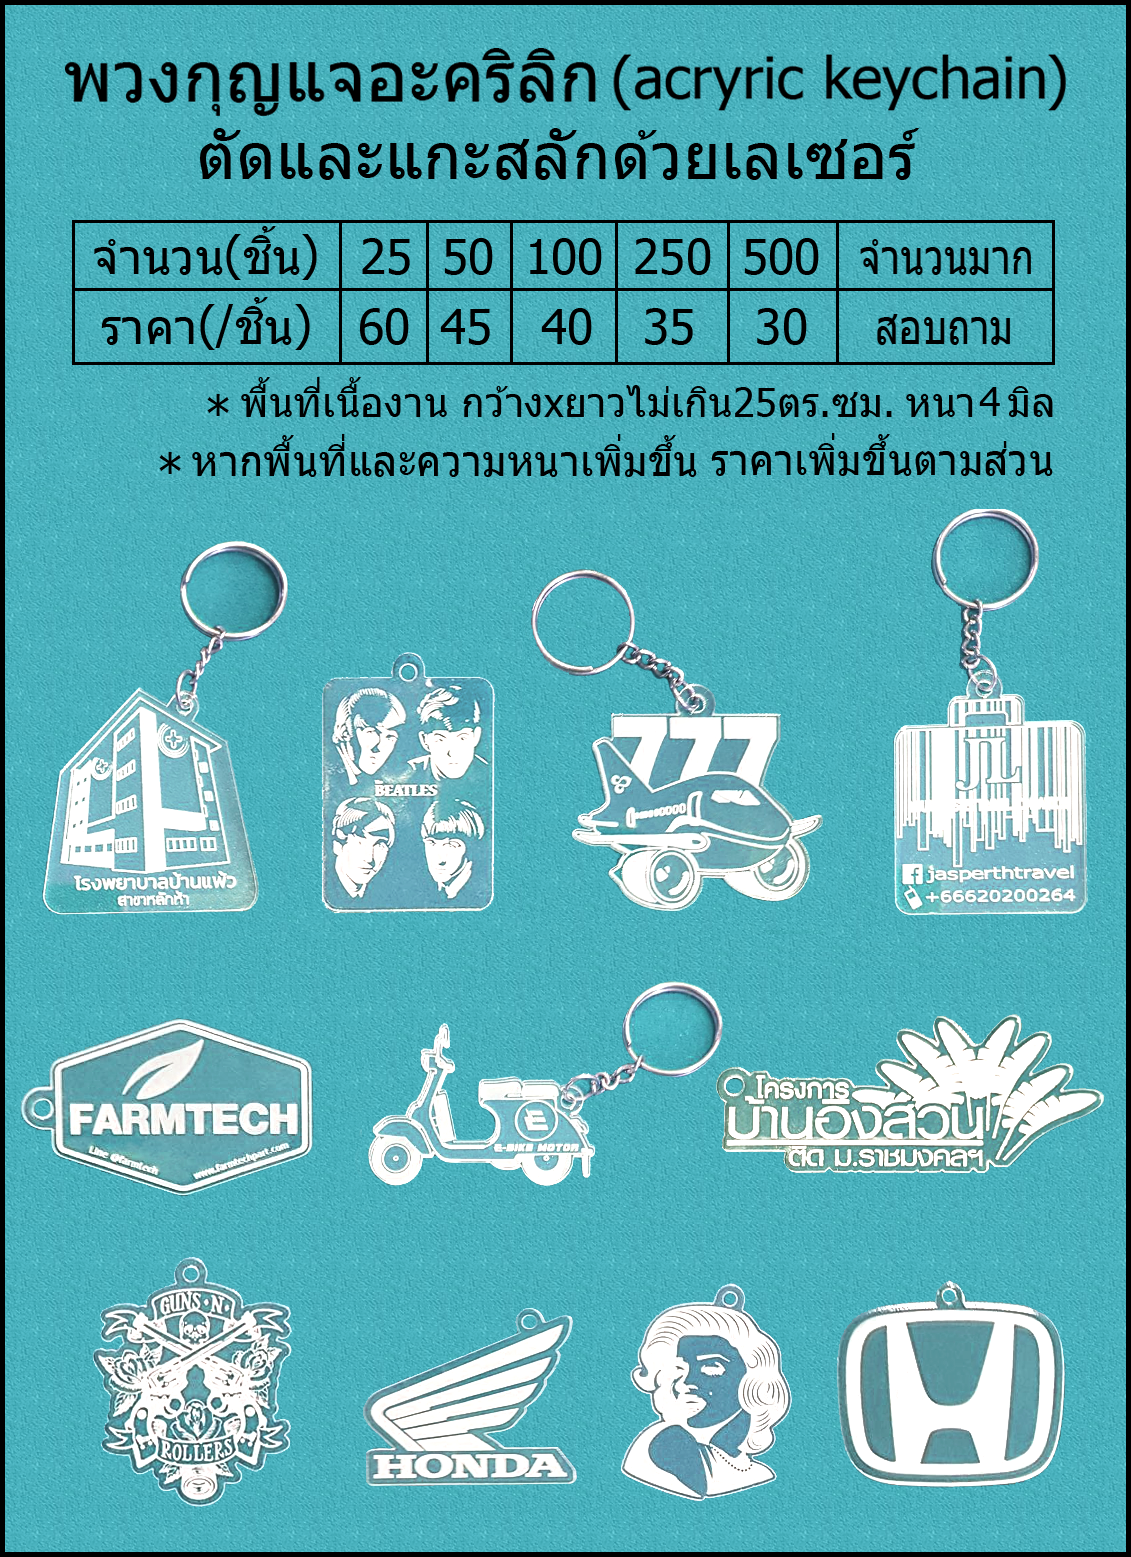 พวงกุญแจอะคริลิก (acryric keychain)
ตัดและแกะสลักด้วยเลเซอร์
จำนวน(ชิ้น) 25 50 100 250 500 จำนวนมาก
ราคา(/ชิ้น) 60 45 40 35 30 สอบถาม
* พื้นที่เนื้องาน กว้างxยาวไม่เกิน25ตร.ซม. หนา4มิล
* หากพื้นที่และความหนาเพิ่มขึ้น ราคาเพิ่มขึ้นตามส่วน
โรงพยาบาลบ้านแพ้ว
สาขาหลักห้า
THE BEATLES
777
JL
jasperthtravel
+66620200264
FARMTECH
Line @farmtech
www.farmtechpart.com
E
E-BIKE MOTOR
โครงการ
บ้านอิงสวน
ติด ม.ราชมงคลฯ
GUNS · N ·
ROLLERS
HONDA